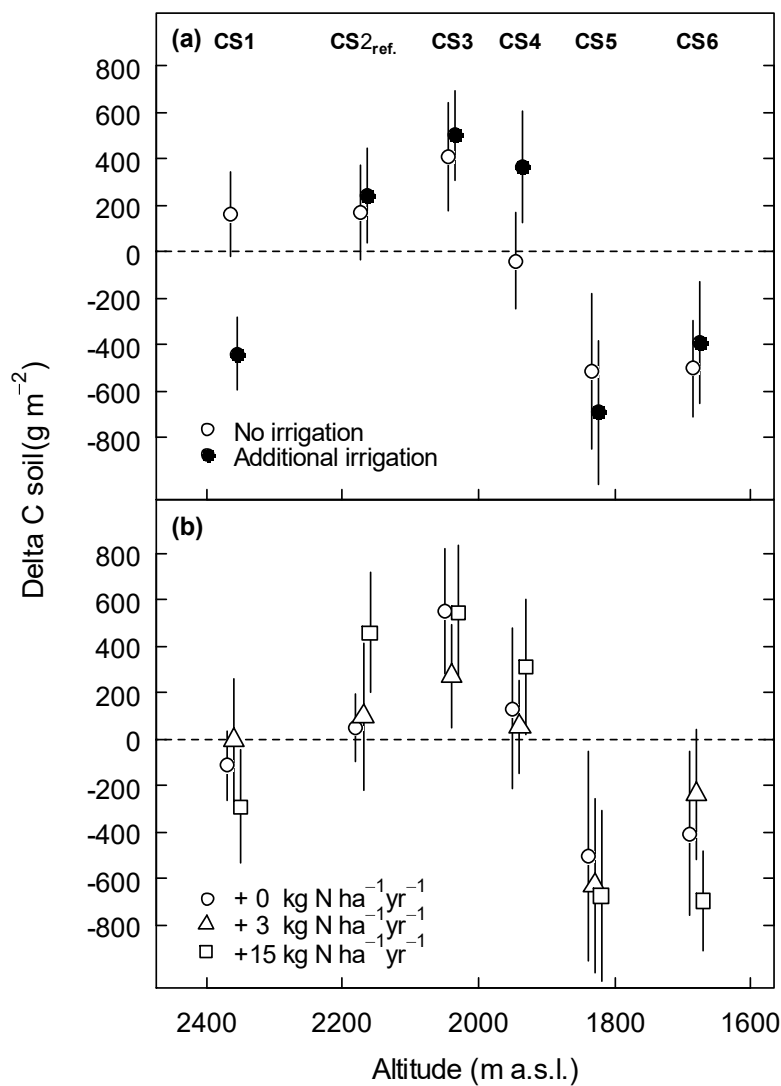 (a) CS1 CS2ref. CS3 CS4 CS5 CS6
800
600
400
200
0
-200
-400
-600
-800
No irrigation
Additional irrigation
Delta C soil(g m−2)
(b)
800
600
400
200
0
-200
-400
-600
-800
+ 0 kg N ha−1yr−1
+ 3 kg N ha−1yr−1
+15 kg N ha−1yr−1
2400 2200 2000 1800 1600
Altitude (m a.s.l.)